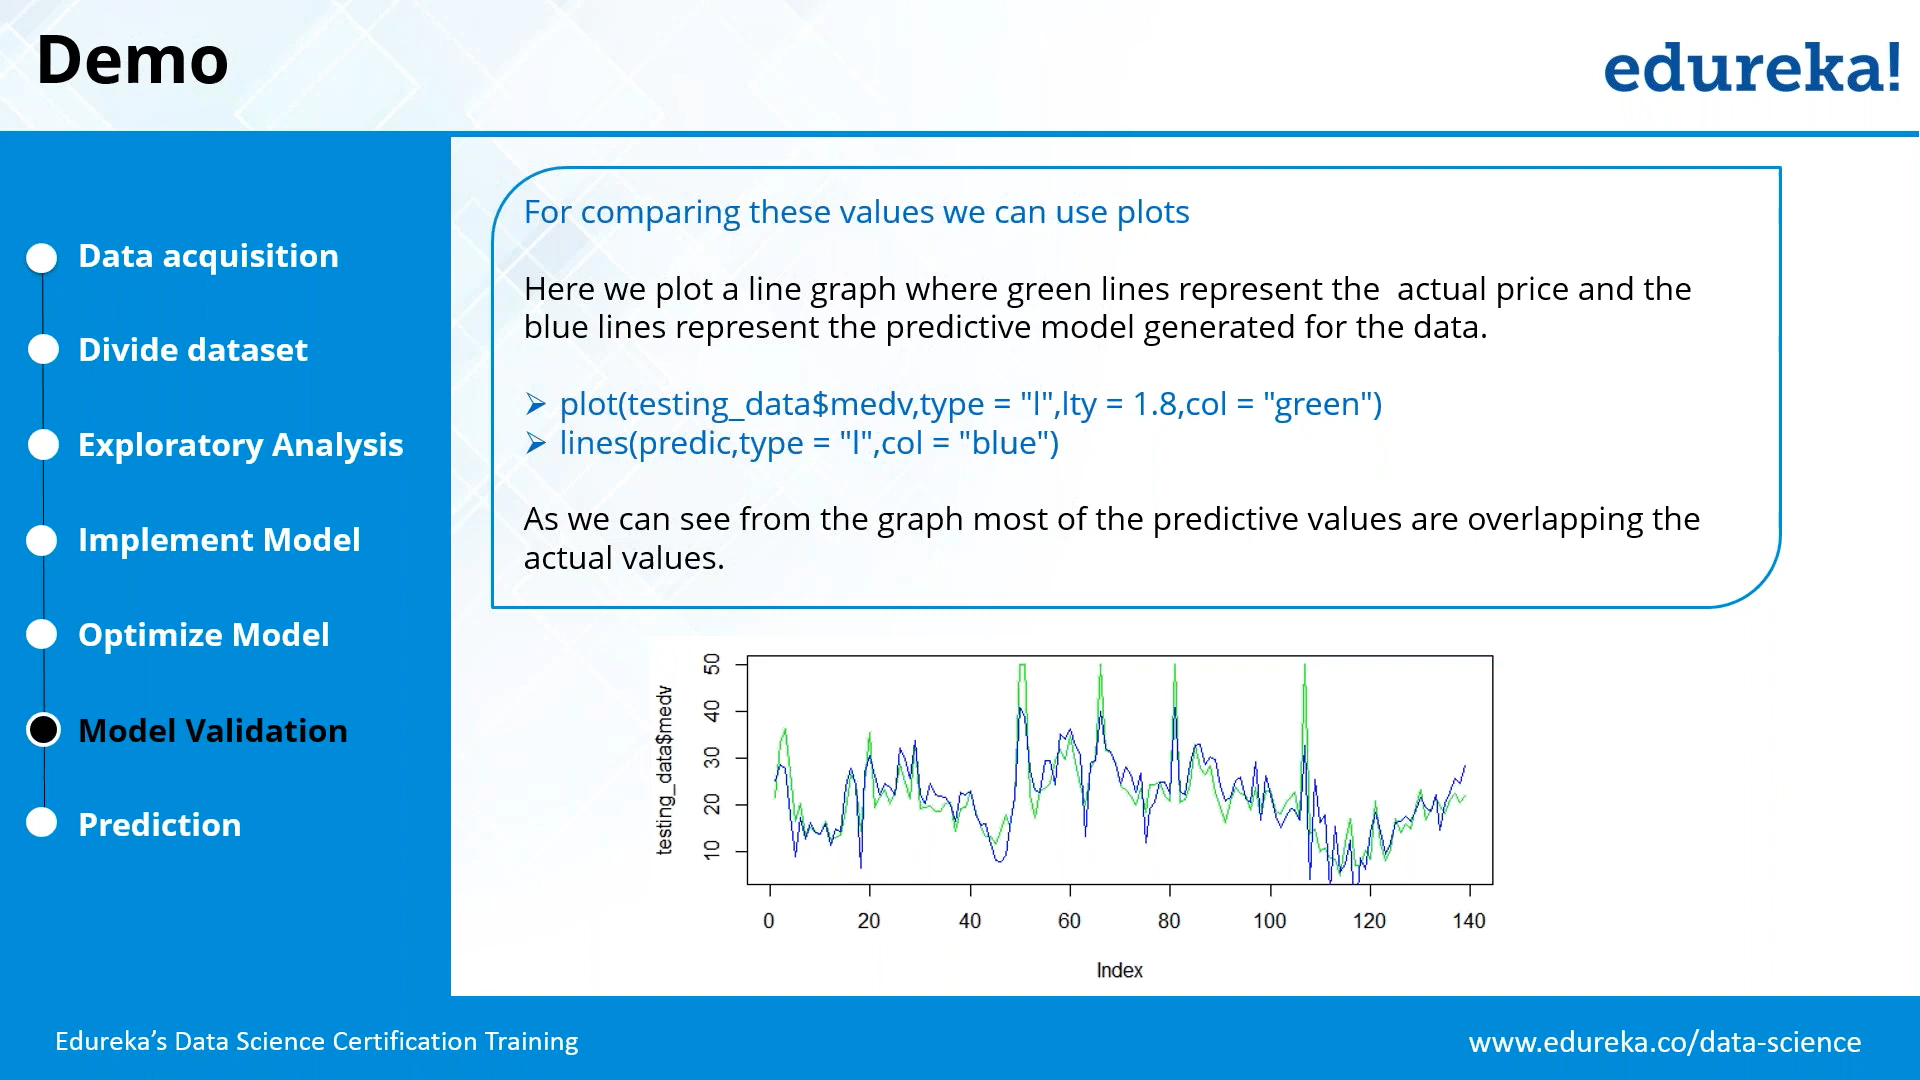 Demo
edureka!
Data acquisition
Divide dataset
Exploratory Analysis
Implement Model
Optimize Model
Model Validation
Prediction
For comparing these values we can use plots
Here we plot a line graph where green lines represent the  actual price and the
blue lines represent the predictive model generated for the data.
➢ plot(testing_data$medv,type = "l",lty = 1.8,col = "green")
➢ lines(predic,type = "l",col = "blue")
As we can see from the graph most of the predictive values are overlapping the
actual values.
testing_data$medv
50
40
30
20
10
0 20 40 60 80 100 120 140
Index
Edureka’s Data Science Certification Training
www.edureka.co/data-science